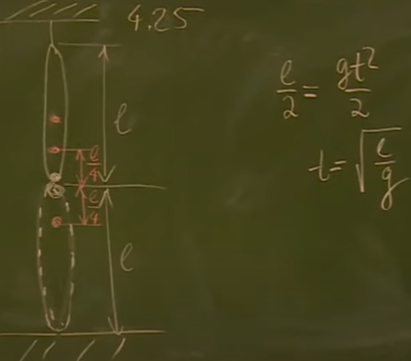 4.25
l
l/4
l/4
l
l/2 = gt²/2
t = √(l/g)